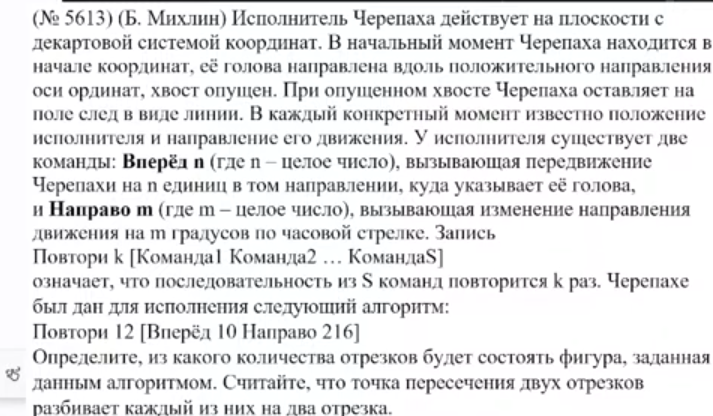 (№ 5613) (Б. Михлин) Исполнитель Черепаха действует на плоскости с
декартовой системой координат. В начальный момент Черепаха находится в
начале координат, её голова направлена вдоль положительного направления
оси ординат, хвост опущен. При опущенном хвосте Черепаха оставляет на
поле след в виде линии. В каждый конкретный момент известно положение
исполнителя и направление его движения. У исполнителя существует две
команды: Вперёд n (где n – целое число), вызывающая передвижение
Черепахи на n единиц в том направлении, куда указывает её голова,
и Направо m (где m – целое число), вызывающая изменение направления
движения на m градусов по часовой стрелке. Запись
Повтори k [Команда1 Команда2 … КомандаS]
означает, что последовательность из S команд повторится k раз. Черепахе
был дан для исполнения следующий алгоритм:
Повтори 12 [Вперёд 10 Направо 216]
Определите, из какого количества отрезков будет состоять фигура, заданная
данным алгоритмом. Считайте, что точка пересечения двух отрезков
разбивает каждый из них на два отрезка.